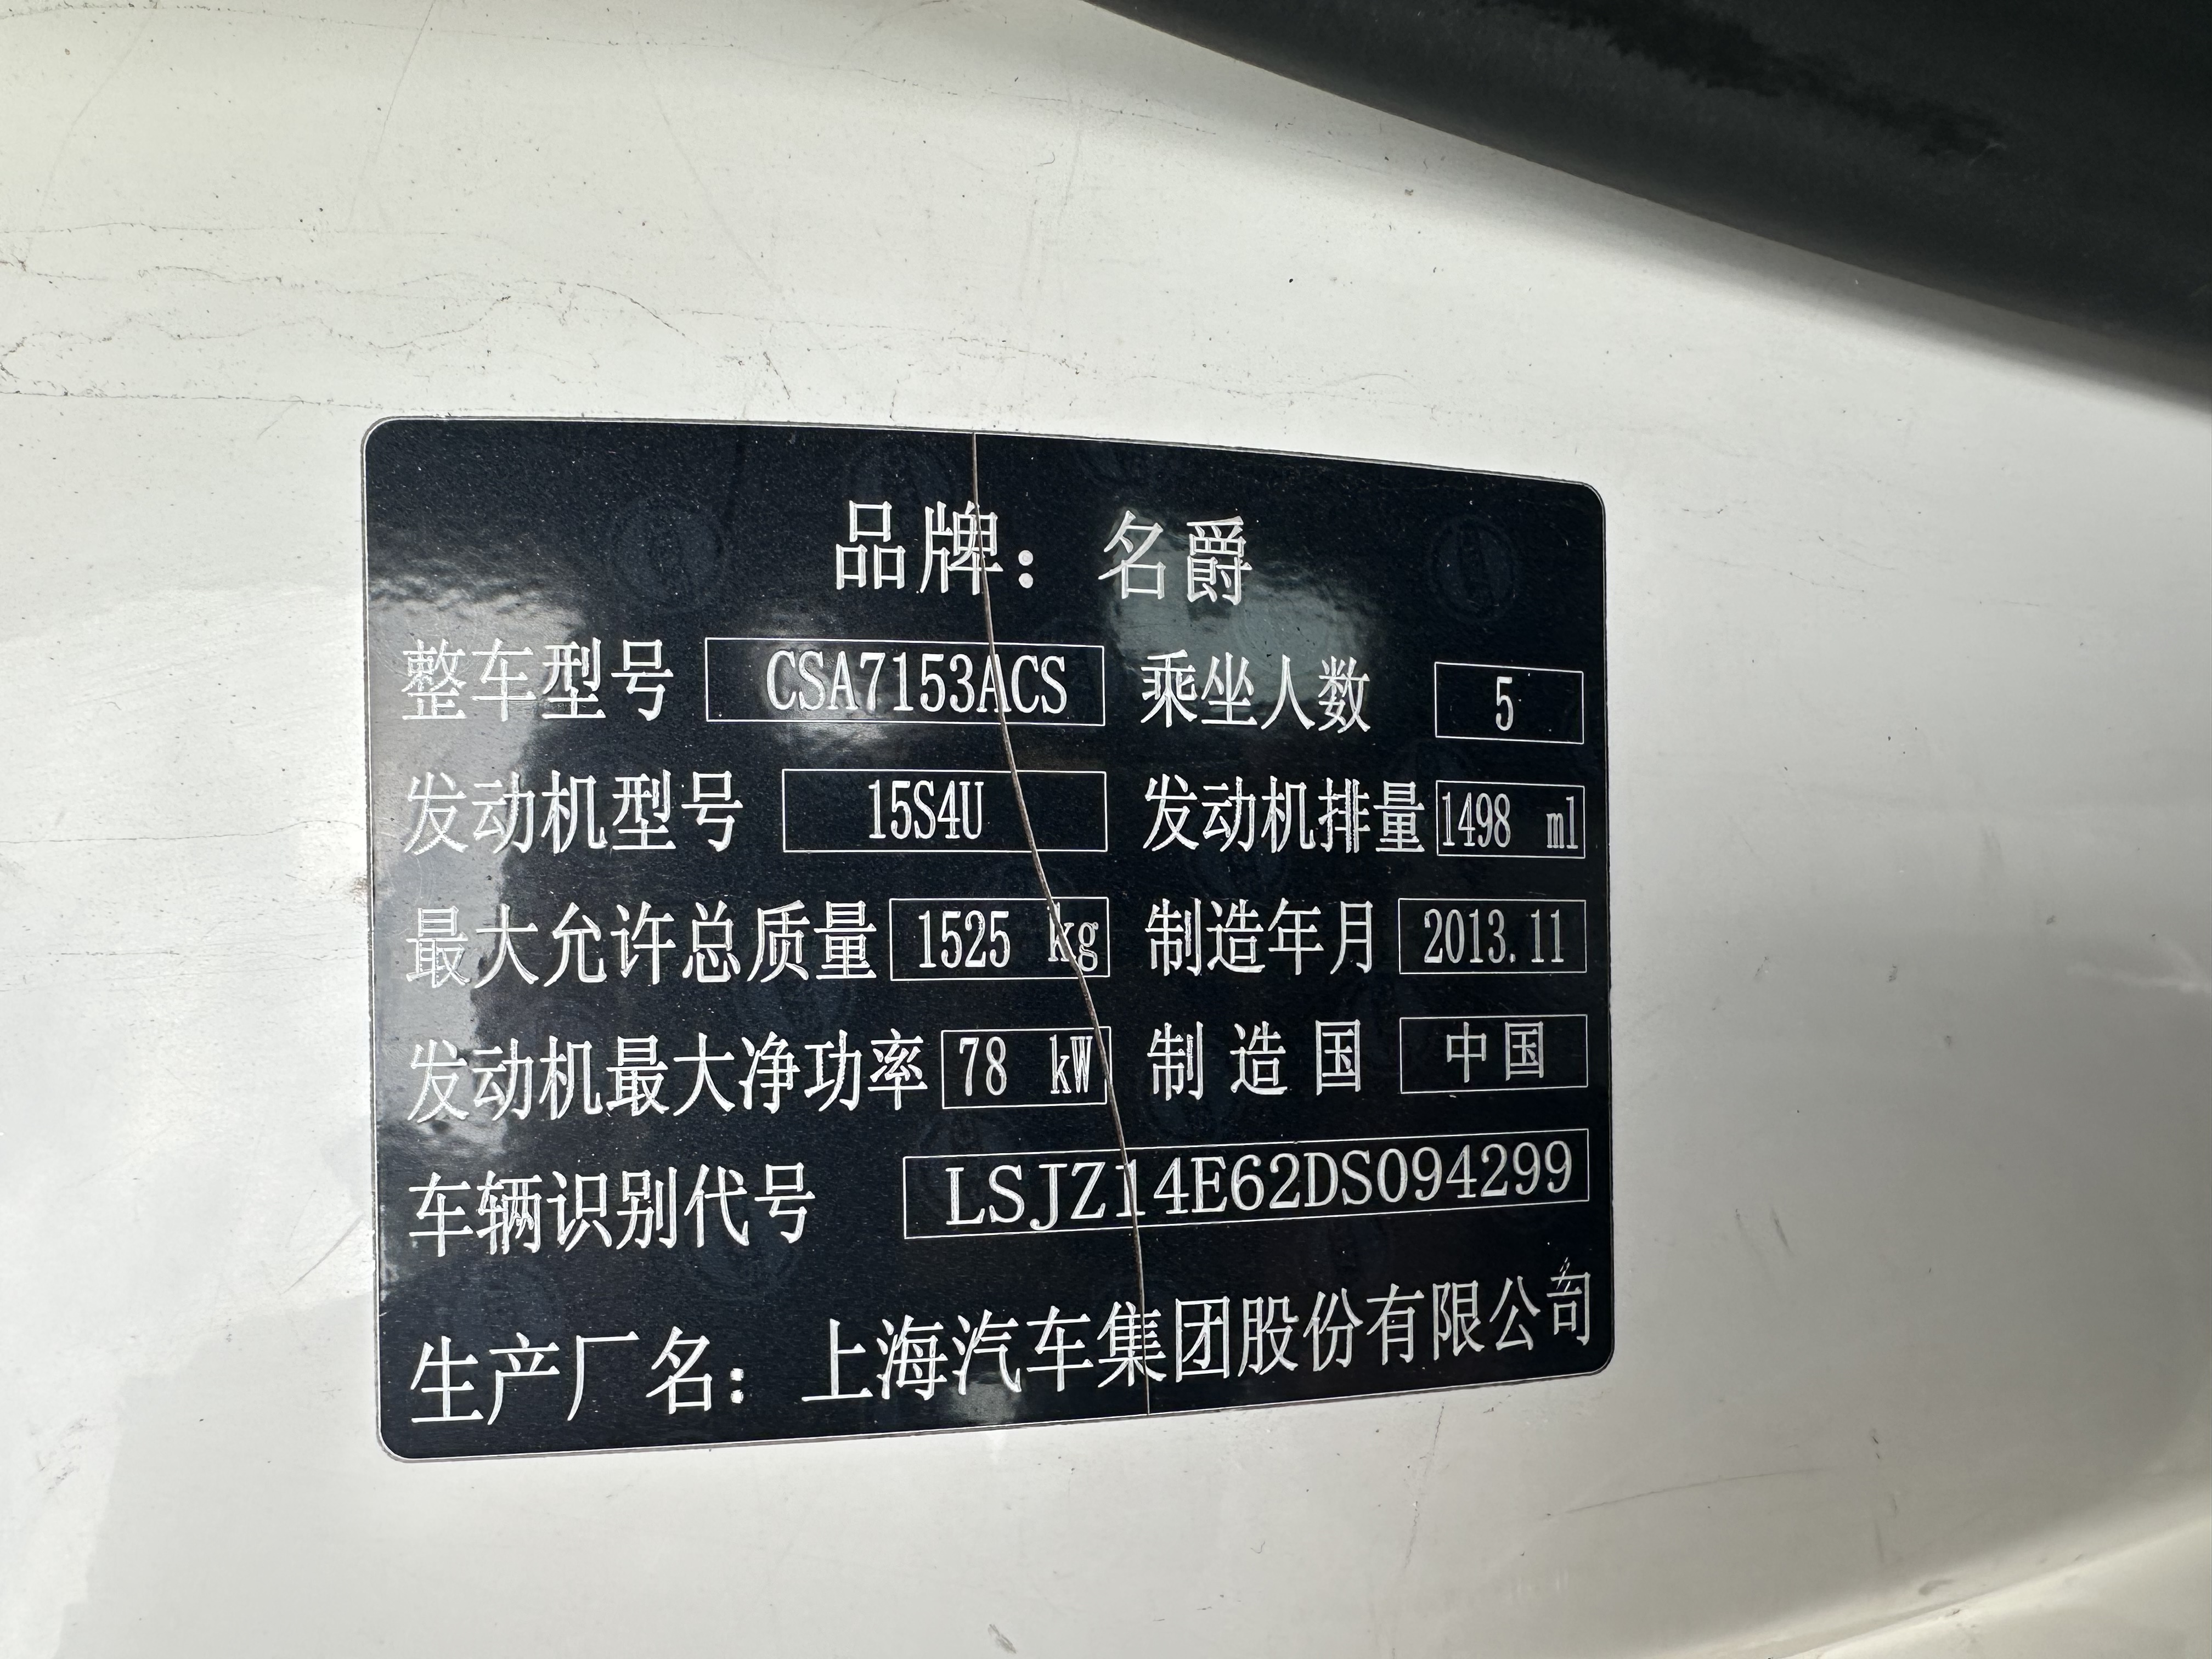 品牌： 名爵
整车型号 CSA7153ACS 乘坐人数 5
发动机型号 15S4U 发动机排量 1498 ml
最大允许总质量 1525 kg 制造年月 2013.11
发动机最大净功率 78 kW 制造国 中国
车辆识别代号 LSJZ14E62DS094299
生产厂名： 上海汽车集团股份有限公司